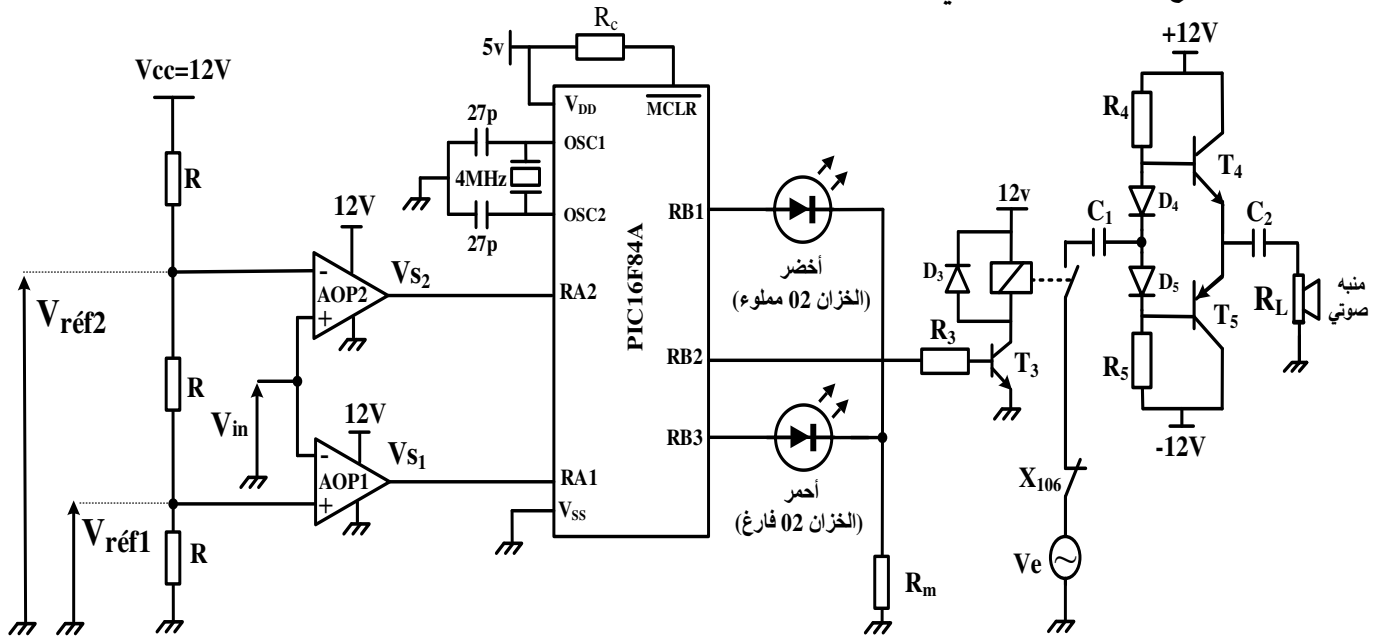 Vcc=12V
R
R
R
Vréf2
Vréf1
Vin
12V
-
AOP2
+
VS2
12V
-
AOP1
+
VS1
5v
Rc
27p
4MHz
27p
VDD
MCLR
OSC1
OSC2
RA2
RA1
VSS
PIC16F84A
RB1
RB2
RB3
أخضر
(الخزان 02 مملوء)
أحمر
(الخزان 02 فارغ)
Rm
12v
D3
R3
T3
X106
Ve
C1
+12V
R4
D4
D5
R5
T4
T5
-12V
C2
RL
منبه
صوتي